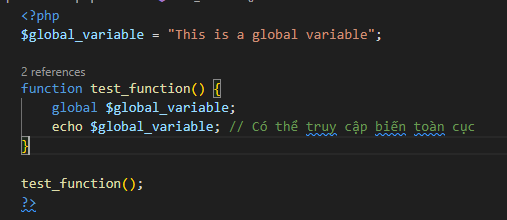 <?php
$global_variable = "This is a global variable";
2 references
function test_function() {
    global $global_variable;
    echo $global_variable; // Có thể truy cập biến toàn cục
}
test_function();
?>